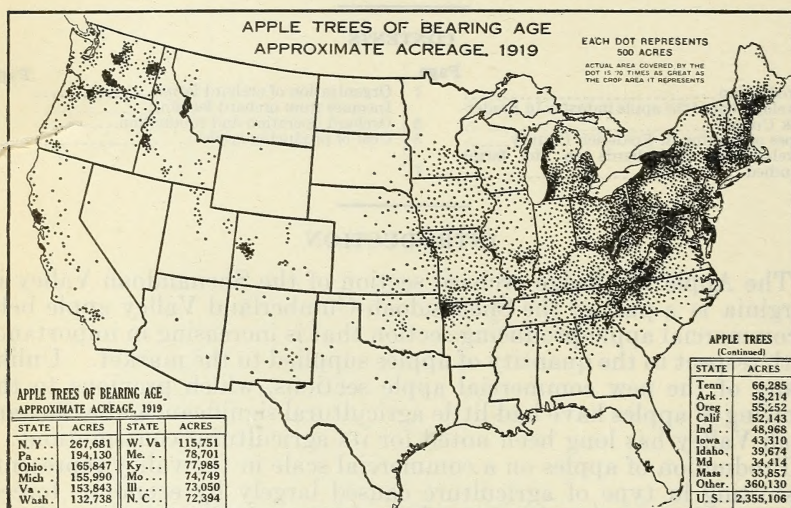 APPLE TREES OF BEARING AGE
APPROXIMATE ACREAGE, 1919
EACH DOT REPRESENTS
500 ACRES
ACTUAL AREA COVERED BY THE
DOT IS 70 TIMES AS GREAT AS
THE CROP AREA IT REPRESENTS
APPLE TREES OF BEARING AGE,
APPROXIMATE ACREAGE, 1919
STATE ACRES STATE ACRES
N. Y. 267,681 W. Va.
Pa 194,130 Me. 78,701
Ohio. 165,847 Ky 77,985
Mich 155,990 Mo. 74,749
Va 153,843 Ill. 73,050
Wash. 132,738 N. C. 72,394
APPLE TREES
(Continued)
STATE ACRES
Tenn 66,285
Ark 58,214
Oreg. 55,252
Calif. 52,143
Ind 48,968
Iowa 43,310
Idaho. 39,674
Md 34,414
Mass 33,857
Other. 360,130
U. S. 2,355,106